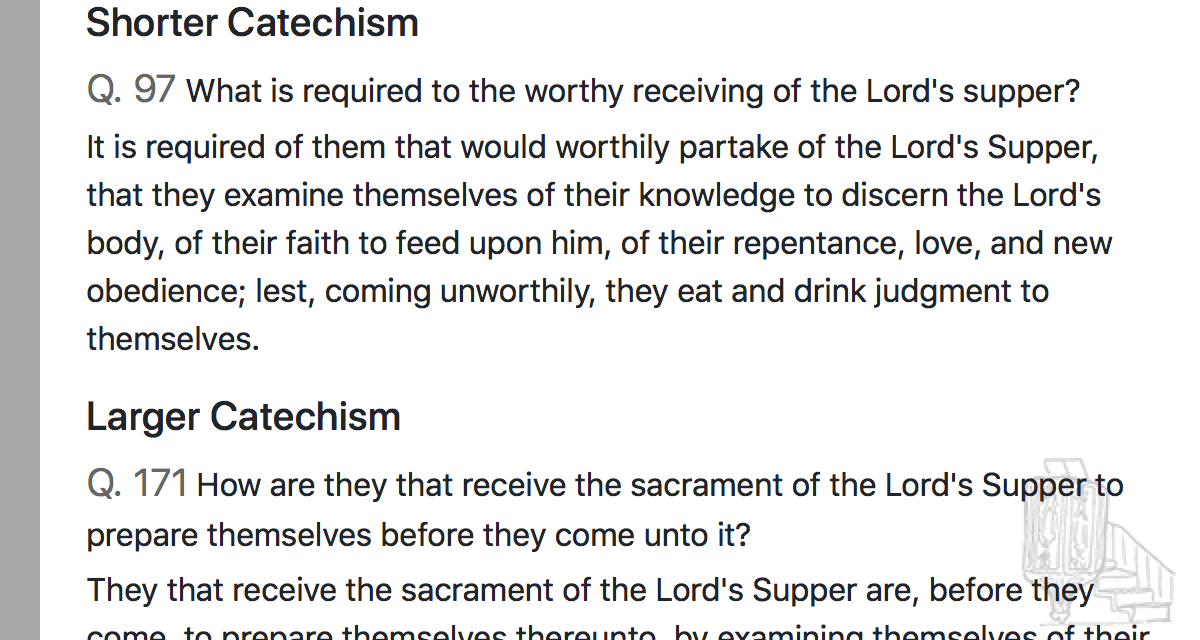 Shorter Catechism
Q. 97 What is required to the worthy receiving of the Lord's supper?
It is required of them that would worthily partake of the Lord's Supper,
that they examine themselves of their knowledge to discern the Lord's
body, of their faith to feed upon him, of their repentance, love, and new
obedience; lest, coming unworthily, they eat and drink judgment to
themselves.
Larger Catechism
Q. 171 How are they that receive the sacrament of the Lord's Supper to
prepare themselves before they come unto it?
They that receive the sacrament of the Lord's Supper are, before they
come, to prepare themselves thereunto, by examining themselves of their